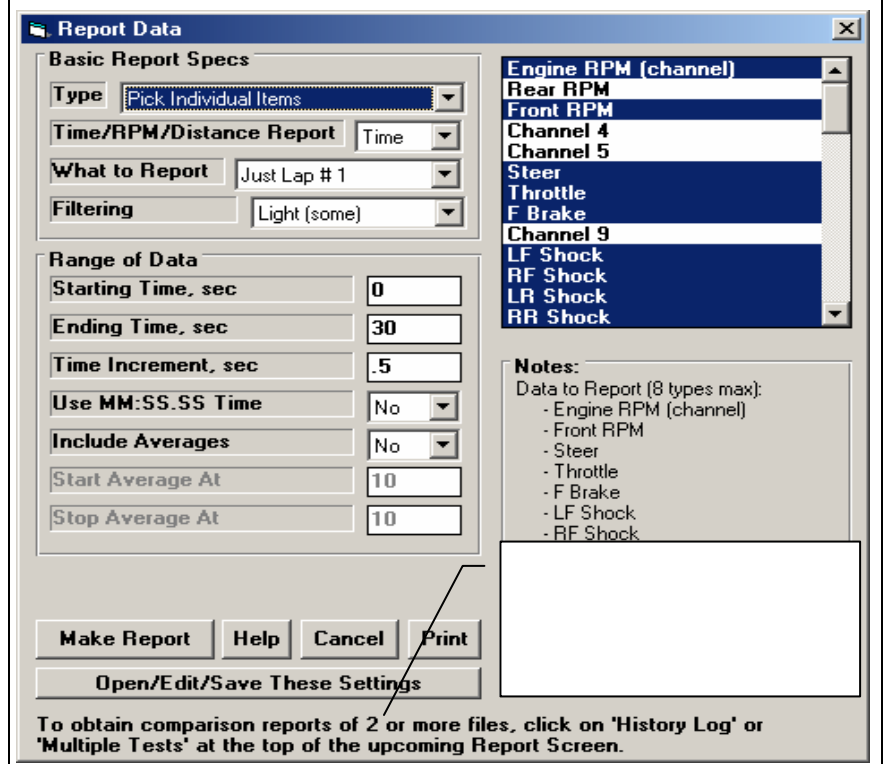 Report Data
Basic Report Specs
Type Pick Individual Items
Time/RPM/Distance Report Time
What to Report Just Lap # 1
Filtering Light (some)
Range of Data
Starting Time, sec 0
Ending Time, sec 30
Time Increment, sec .5
Use MM:SS.SS Time No
Include Averages No
Start Average At 10
Stop Average At 10
Engine RPM (channel)
Rear RPM
Front RPM
Channel 4
Channel 5
Steer
Throttle
F Brake
Channel 9
LF Shock
RF Shock
LR Shock
RR Shock
Notes:
Data to Report (8 types max):
- Engine RPM (channel)
- Front RPM
- Steer
- Throttle
- F Brake
- LF Shock
- RF Shock
Make Report Help Cancel Print
Open/Edit/Save These Settings
To obtain comparison reports of 2 or more files, click on 'History Log' or
'Multiple Tests' at the top of the upcoming Report Screen.